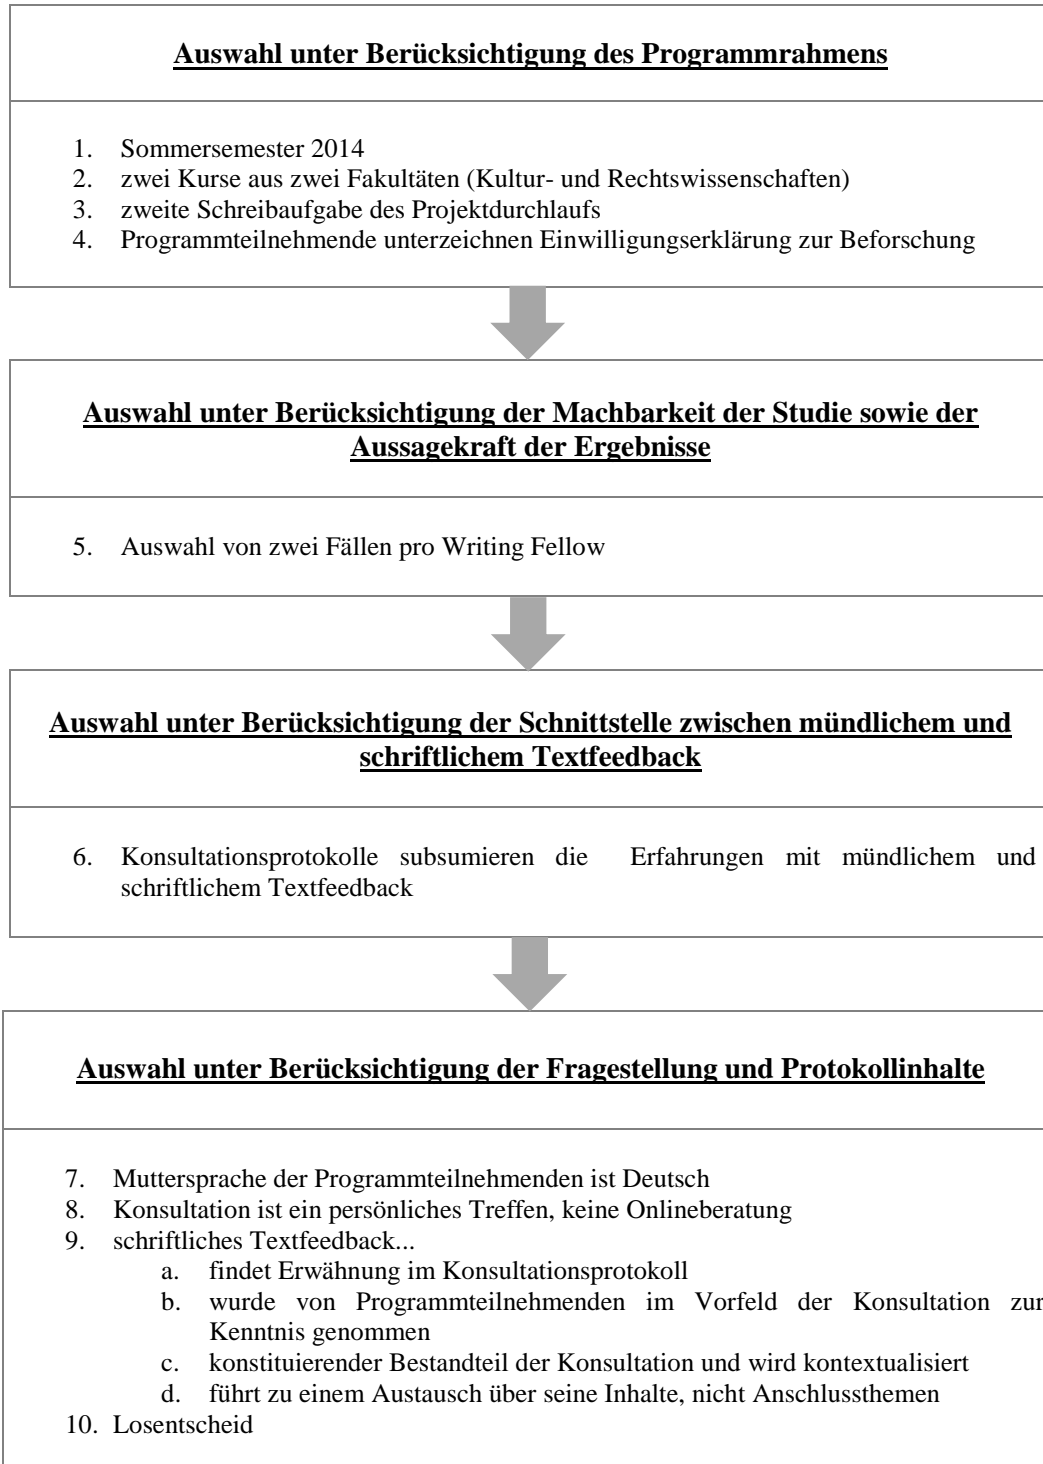 Auswahl unter Berücksichtigung des Programmrahmens
1. Sommersemester 2014
2. zwei Kurse aus zwei Fakultäten (Kultur- und Rechtswissenschaften)
3. zweite Schreibaufgabe des Projektdurchlaufs
4. Programmteilnehmende unterzeichnen Einwilligungserklärung zur Beforschung
Auswahl unter Berücksichtigung der Machbarkeit der Studie sowie der
Aussagekraft der Ergebnisse
5. Auswahl von zwei Fällen pro Writing Fellow
Auswahl unter Berücksichtigung der Schnittstelle zwischen mündlichem und
schriftlichem Textfeedback
6. Konsultationsprotokolle subsumieren die Erfahrungen mit mündlichem und
schriftlichem Textfeedback
Auswahl unter Berücksichtigung der Fragestellung und Protokollinhalte
7. Muttersprache der Programmteilnehmenden ist Deutsch
8. Konsultation ist ein persönliches Treffen, keine Onlineberatung
9. schriftliches Textfeedback...
a. findet Erwähnung im Konsultationsprotokoll
b. wurde von Programmteilnehmenden im Vorfeld der Konsultation zur
Kenntnis genommen
c. konstituierender Bestandteil der Konsultation und wird kontextualisiert
d. führt zu einem Austausch über seine Inhalte, nicht Anschlussthemen
10. Losentscheid